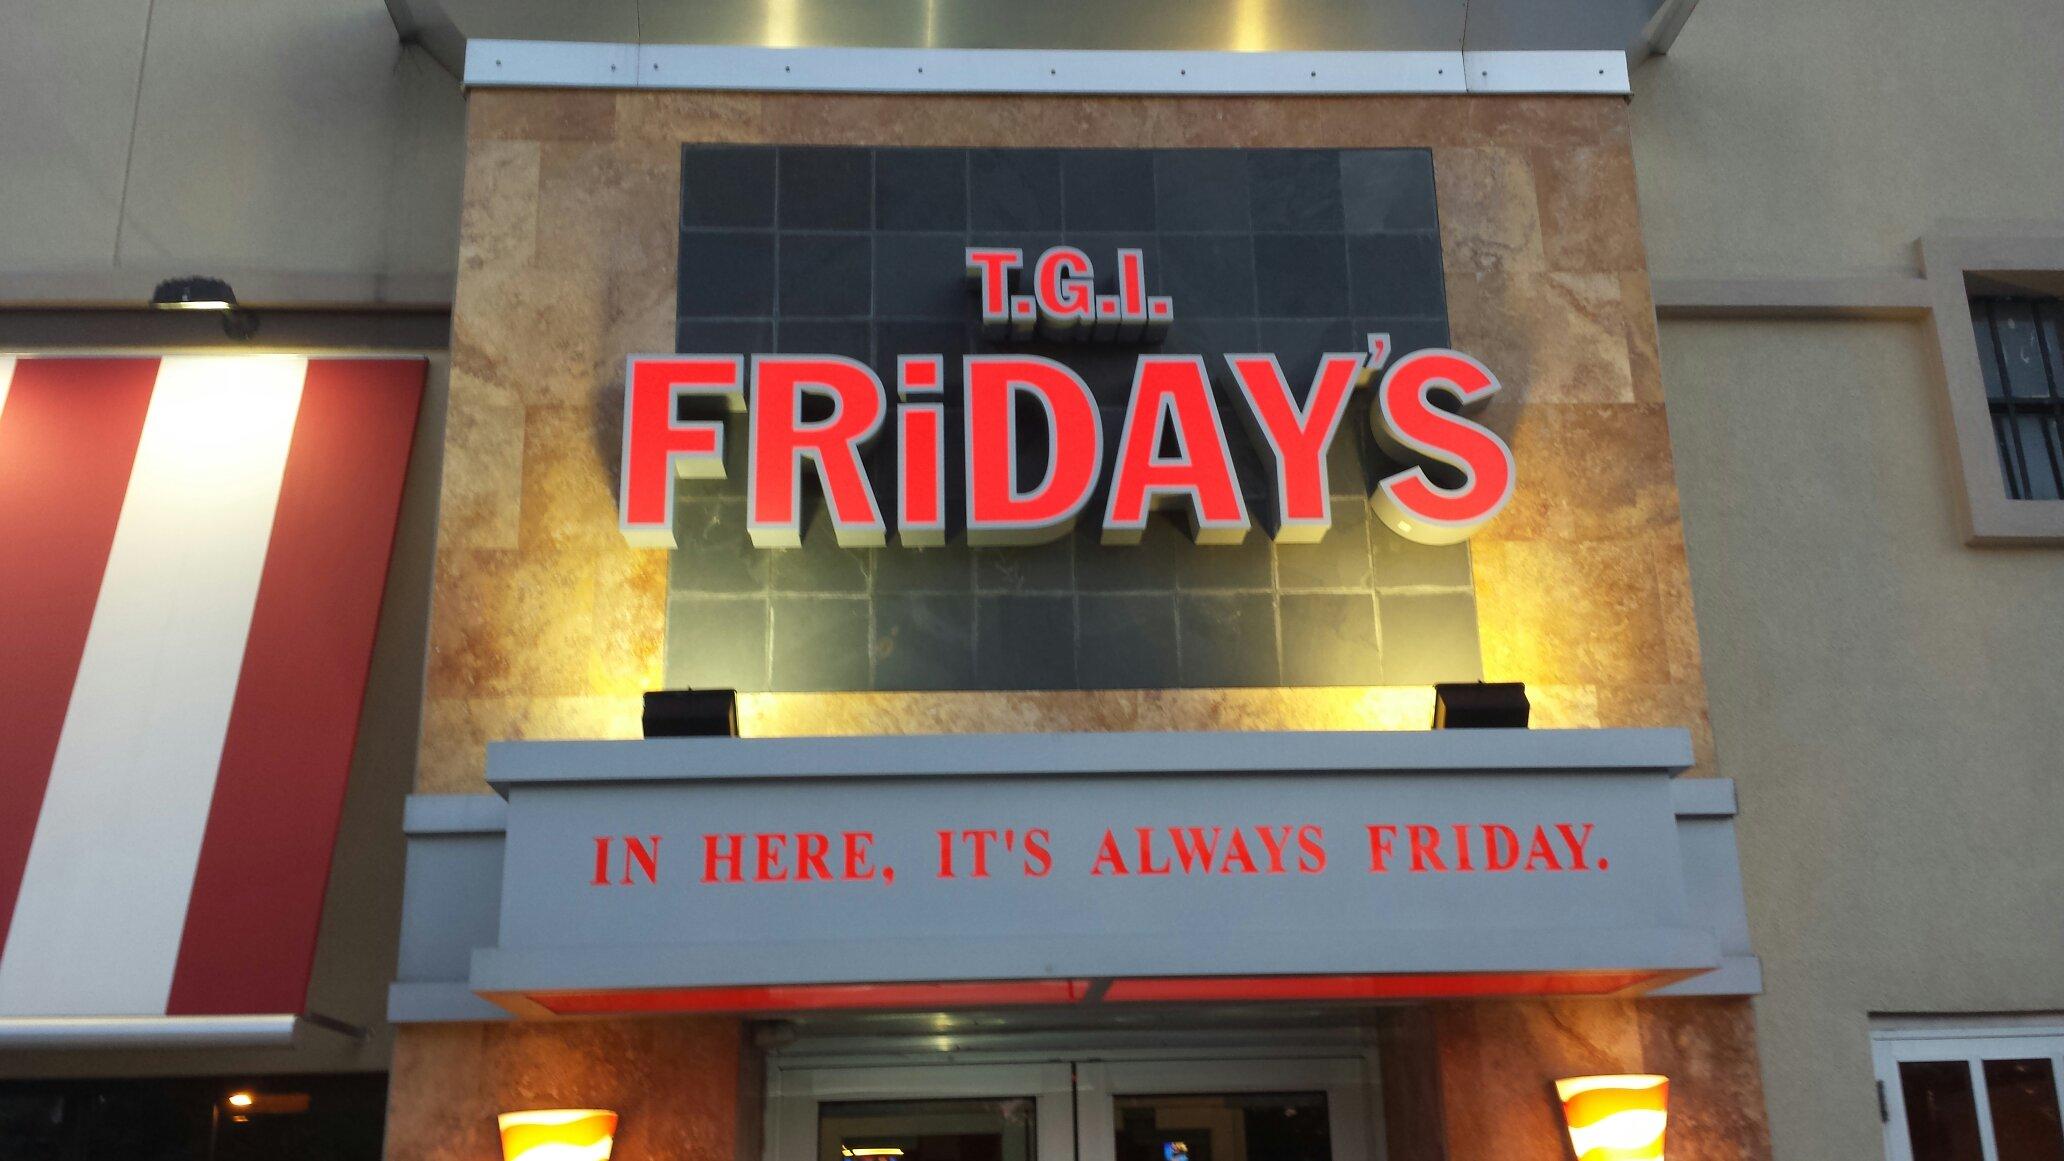 T.G.I.
FRiDAY'S
IN HERE, IT'S ALWAYS FRIDAY.